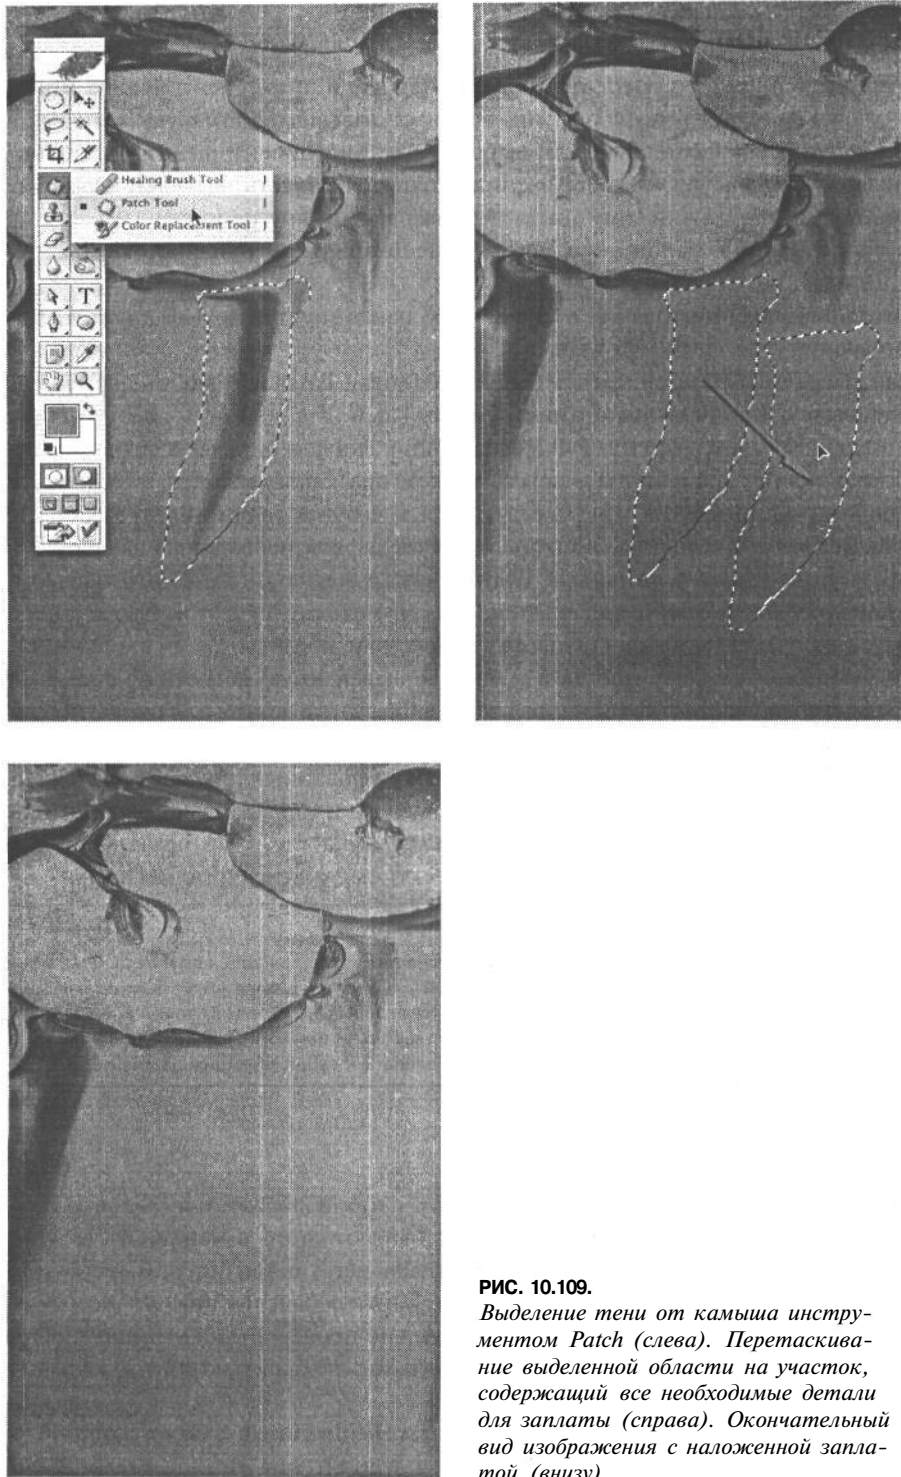 Healing Brush Tool J
Patch Tool J
Color Replacement Tool J
T
РИС. 10.109.
Выделение тени от камыша инстру-
ментом Patch (слева). Перетаскива-
ние выделенной области на участок,
содержащий все необходимые детали
для заплаты (справа). Окончательный
вид изображения с наложенной запла-
той (внизу)